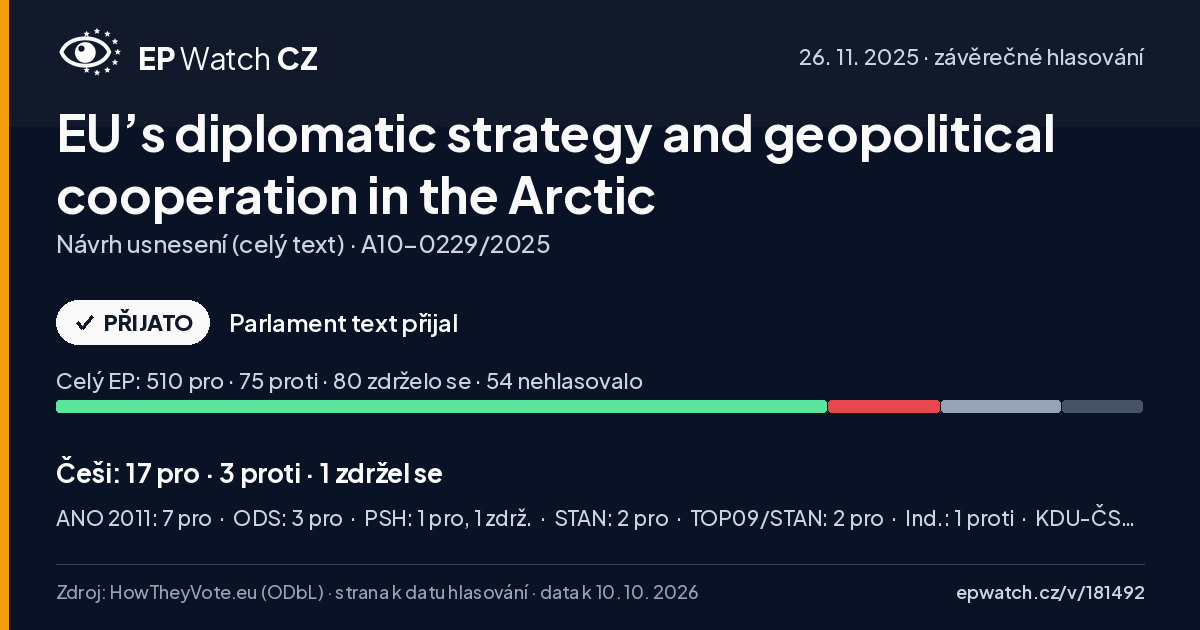 EP Watch CZ
26. 11. 2025 · závěrečné hlasování
EU’s diplomatic strategy and geopolitical
cooperation in the Arctic
Návrh usnesení (celý text) · A10–0229/2025
✓ PŘIJATO
Parlament text přijal
Celý EP: 510 pro · 75 proti · 80 zdrželo se · 54 nehlasovalo
Češi: 17 pro · 3 proti · 1 zdržel se
ANO 2011: 7 pro · ODS: 3 pro · PSH: 1 pro, 1 zdrž. · STAN: 2 pro · TOP09/STAN: 2 pro · Ind.: 1 proti · KDU-ČS…
Zdroj: HowTheyVote.eu (ODbL) · strana k datu hlasování · data k 10. 10. 2026
epwatch.cz/v/181492